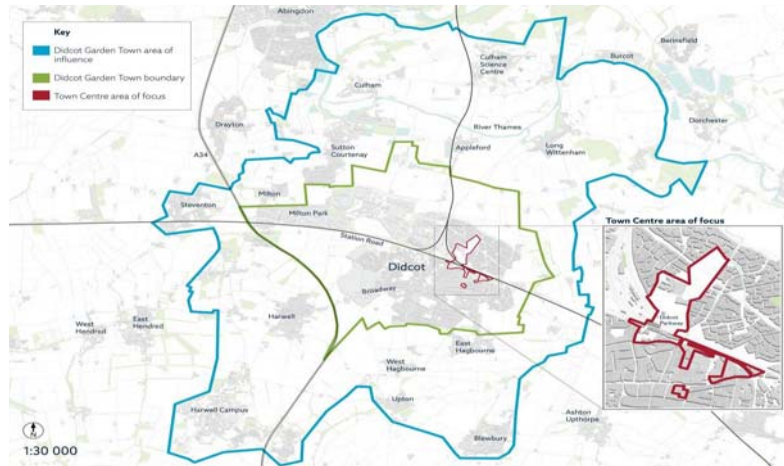 Key
Didcot Garden Town area of
influence
Didcot Garden Town boundary
Town Centre area of focus
Abingdon
Culham
Science
Centre
Berinsfield
Burcot
Culham
Drayton
Dorchester
River Thames
A34
Sutton
Courtenay
Appleford
Long
Wittenham
Milton
Steventon
Milton Park
Station Road
Town Centre area of focus
Didcot
Broadway
Didcot
Parkway
Harwell
West
Hendred
East
Hendred
East
Hagbourne
West
Hagbourne
Upton
Harwell Campus
Blewbury
Ashton
Upthorpe
N
1:30 000